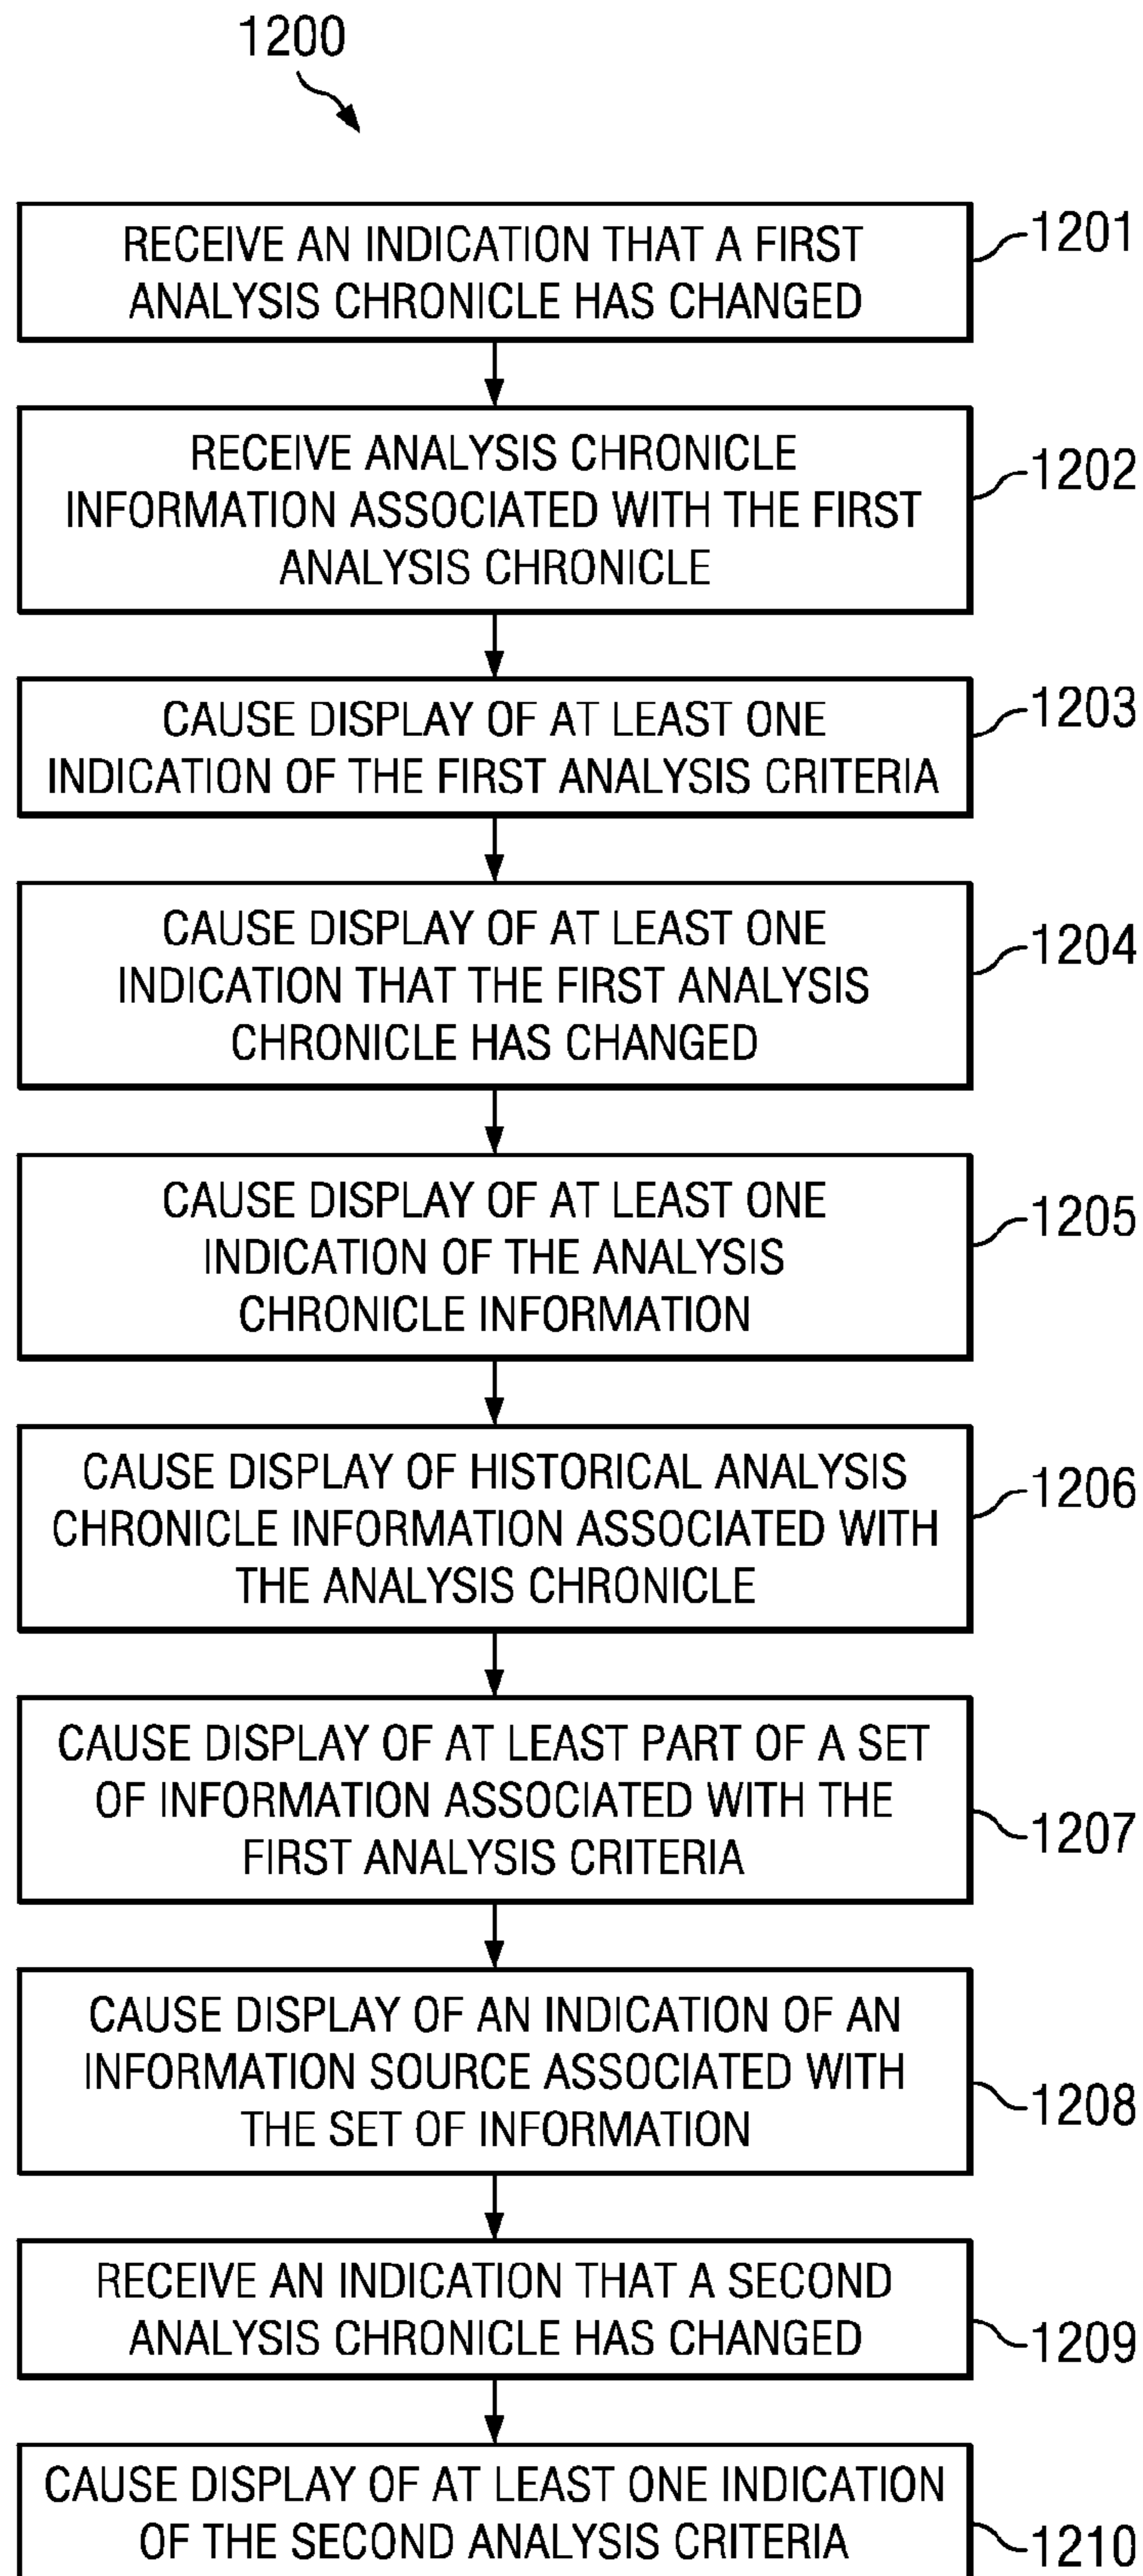 1200
RECEIVE AN INDICATION THAT A FIRST
ANALYSIS CHRONICLE HAS CHANGED
1201
RECEIVE ANALYSIS CHRONICLE
INFORMATION ASSOCIATED WITH THE FIRST
ANALYSIS CHRONICLE
1202
CAUSE DISPLAY OF AT LEAST ONE
INDICATION OF THE FIRST ANALYSIS CRITERIA
1203
CAUSE DISPLAY OF AT LEAST ONE
INDICATION THAT THE FIRST ANALYSIS
CHRONICLE HAS CHANGED
1204
CAUSE DISPLAY OF AT LEAST ONE
INDICATION OF THE ANALYSIS
CHRONICLE INFORMATION
1205
CAUSE DISPLAY OF HISTORICAL ANALYSIS
CHRONICLE INFORMATION ASSOCIATED WITH
THE ANALYSIS CHRONICLE
1206
CAUSE DISPLAY OF AT LEAST PART OF A SET
OF INFORMATION ASSOCIATED WITH THE
FIRST ANALYSIS CRITERIA
1207
CAUSE DISPLAY OF AN INDICATION OF AN
INFORMATION SOURCE ASSOCIATED WITH
THE SET OF INFORMATION
1208
RECEIVE AN INDICATION THAT A SECOND
ANALYSIS CHRONICLE HAS CHANGED
1209
CAUSE DISPLAY OF AT LEAST ONE INDICATION
OF THE SECOND ANALYSIS CRITERIA
1210